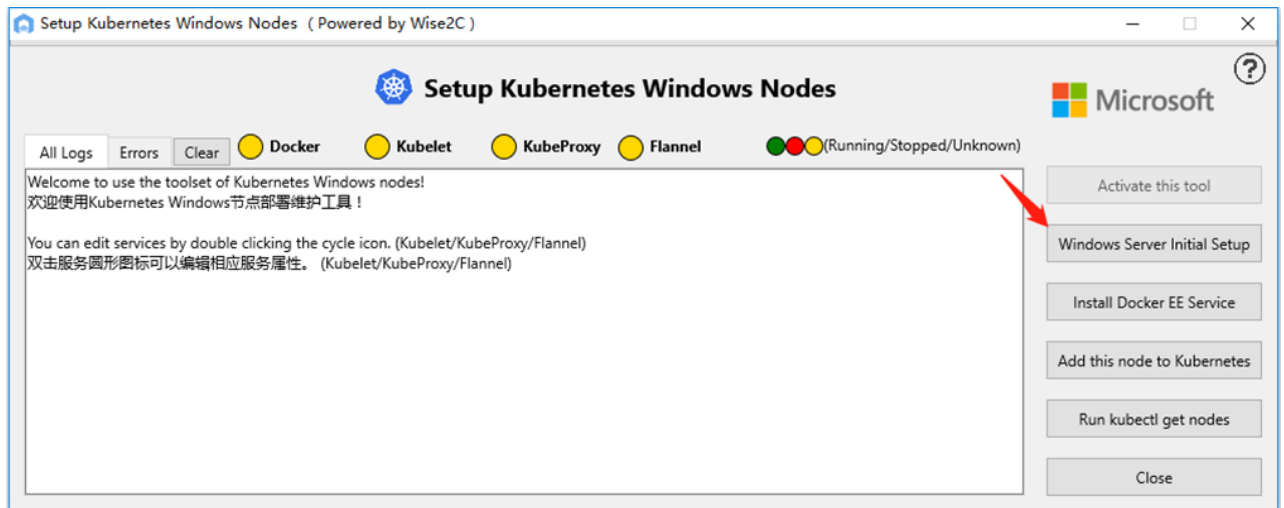 Setup Kubernetes Windows Nodes （Powered by Wise2C）
Setup Kubernetes Windows Nodes
?
Microsoft
All Logs Errors Clear Docker Kubelet KubeProxy Flannel (Running/Stopped/Unknown)
Welcome to use the toolset of Kubernetes Windows nodes!
欢迎使用Kubernetes Windows节点部署维护工具！
You can edit services by double clicking the cycle icon. (Kubelet/KubeProxy/Flannel)
双击服务圆形图标可以编辑相应服务属性。 (Kubelet/KubeProxy/Flannel)
Activate this tool
Windows Server Initial Setup
Install Docker EE Service
Add this node to Kubernetes
Run kubectl get nodes
Close